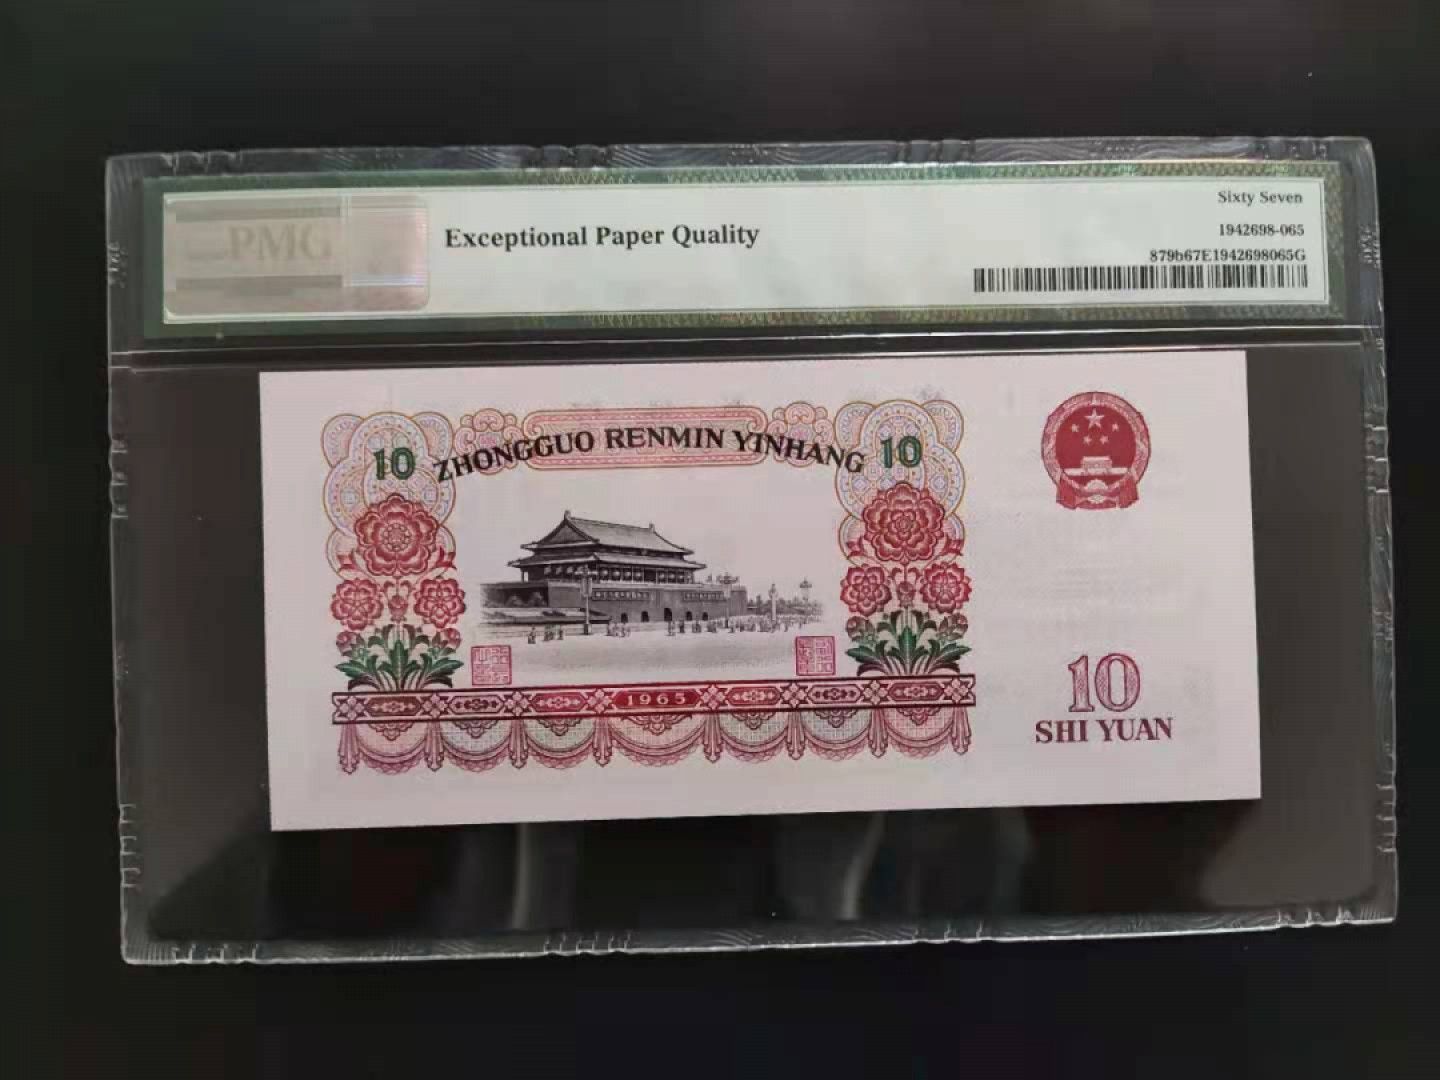 PMG
Exceptional Paper Quality
Sixty Seven
1942698-065
879b67E1942698065G
10 ZHONGGUO RENMIN YINHANG 10
1965
10
SHI YUAN